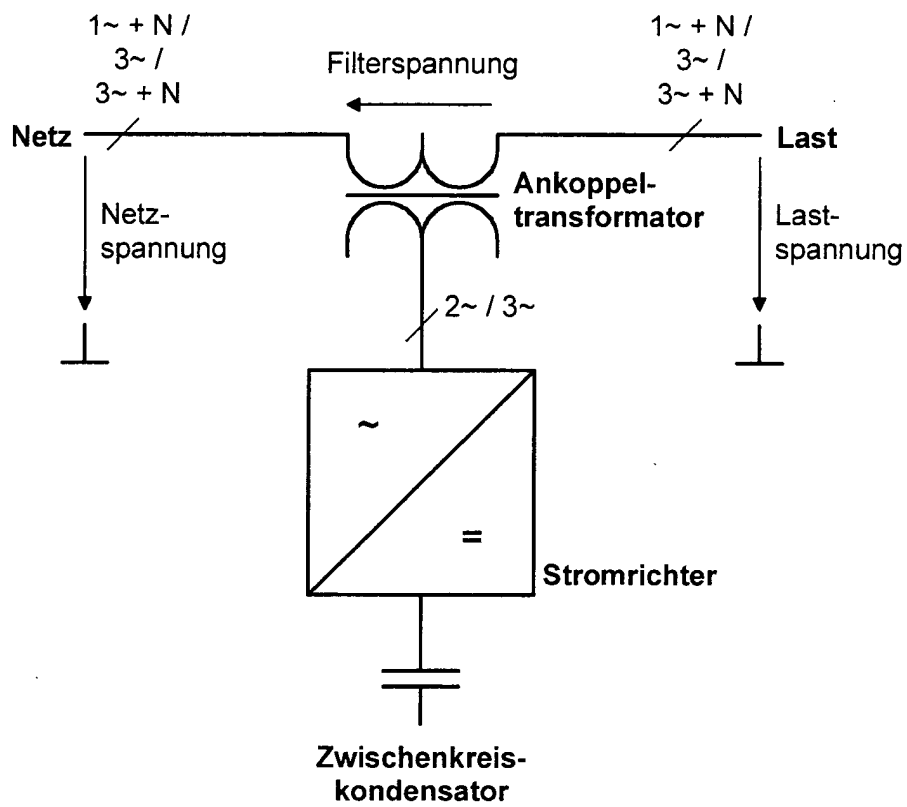 1~ + N /
3~ /
3~ + N
Filterspannung
1~ + N /
3~ /
3~ + N
Netz
Last
Ankoppel-
transformator
Netz-
spannung
Last-
spannung
2~ / 3~
~
=
Stromrichter
Zwischenkreis-
kondensator